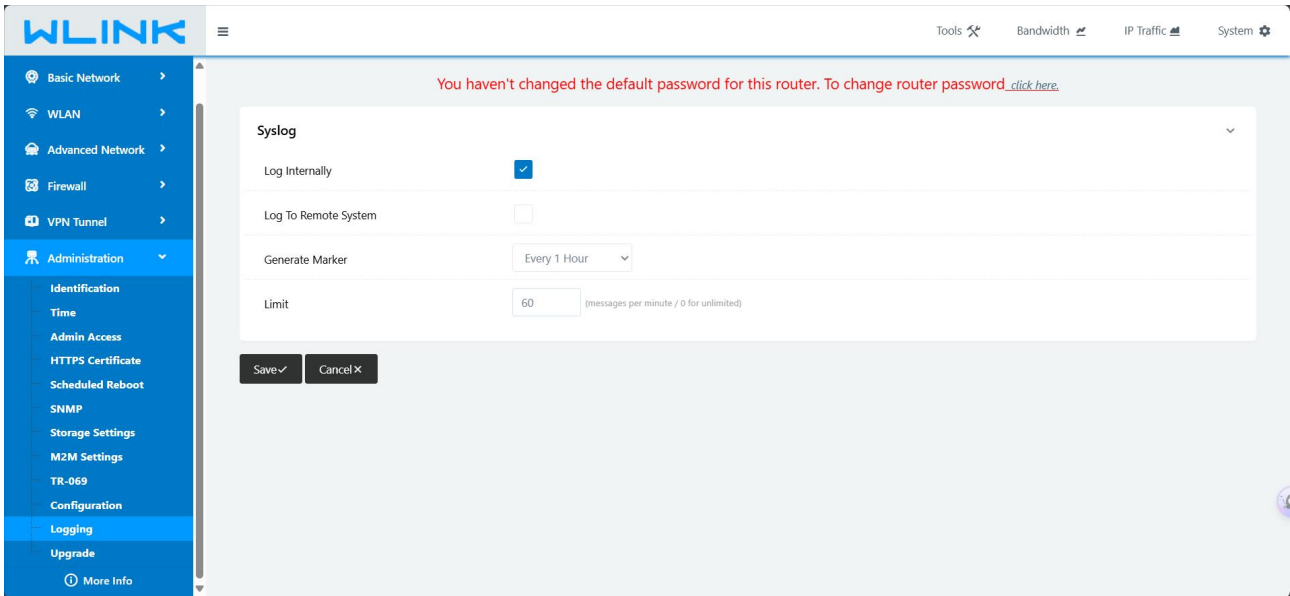 WLINK
Tools Bandwidth IP Traffic System
Basic Network
WLAN
Advanced Network
Firewall
VPN Tunnel
Administration
Identification
Time
Admin Access
HTTPS Certificate
Scheduled Reboot
SNMP
Storage Settings
M2M Settings
TR-069
Configuration
Logging
Upgrade
More Info
You haven't changed the default password for this router. To change router password click here.
Syslog
Log Internally
Log To Remote System
Generate Marker Every 1 Hour
Limit 60 (messages per minute / 0 for unlimited)
Save Cancel